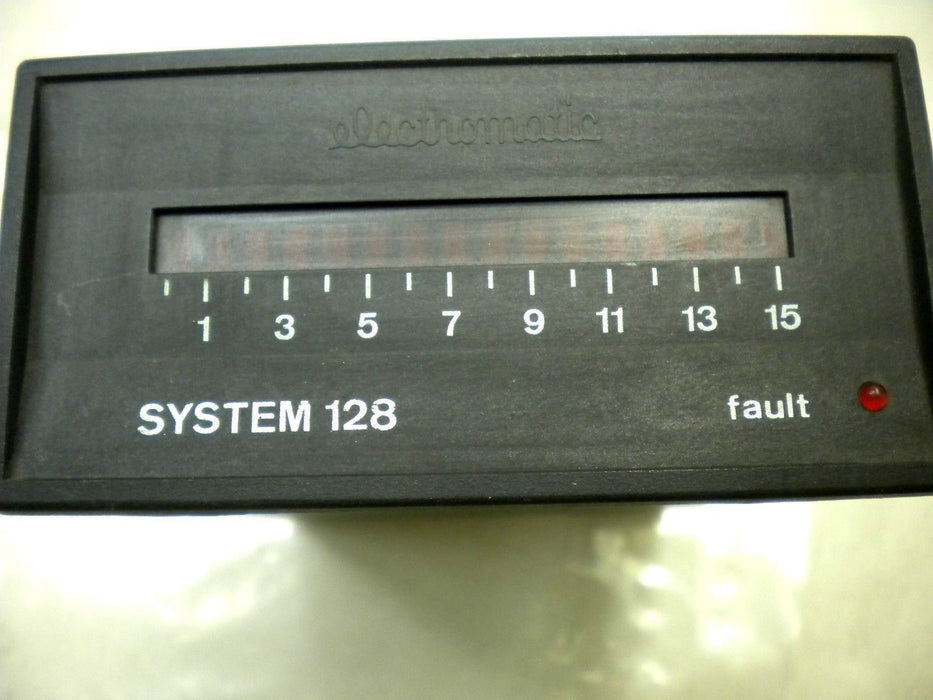 electromatic
1 3 5 7 9 11 13 15
SYSTEM 128
fault